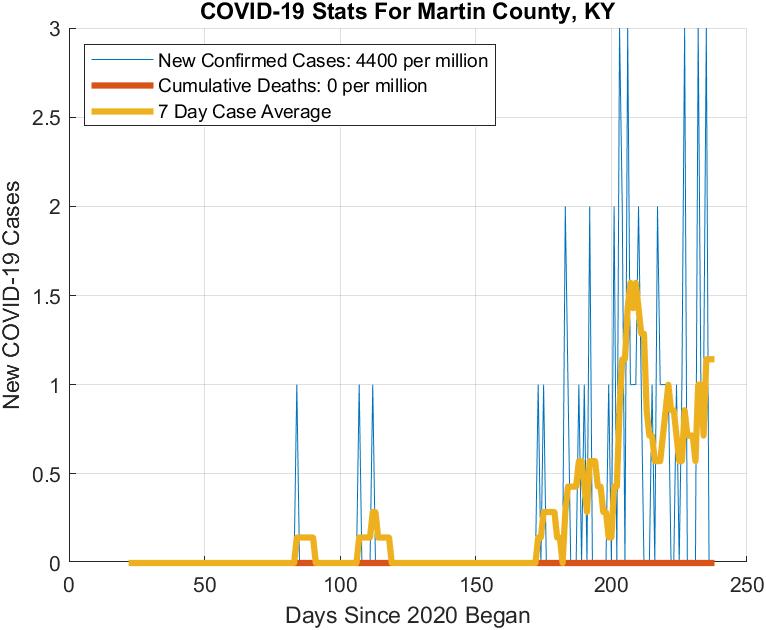 COVID-19 Stats For Martin County, KY
New Confirmed Cases: 4400 per million
Cumulative Deaths: 0 per million
7 Day Case Average
New COVID-19 Cases
3
2.5
2
1.5
1
0.5
0
0 50 100 150 200 250
Days Since 2020 Began